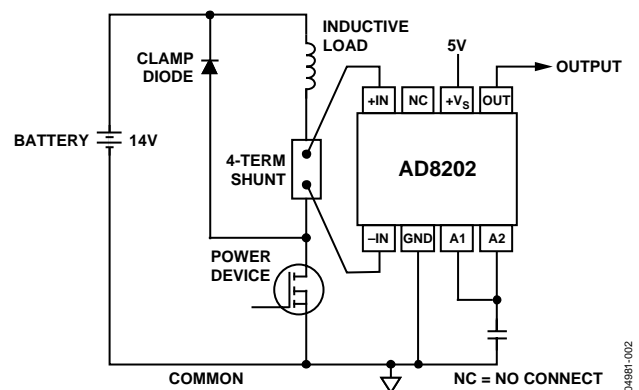 INDUCTIVE
LOAD
5V
OUTPUT
CLAMP
DIODE
+IN
NC
+VS
OUT
BATTERY
14V
4-TERM
SHUNT
AD8202
-IN
GND
A1
A2
POWER
DEVICE
COMMON
NC = NO CONNECT
04981-002